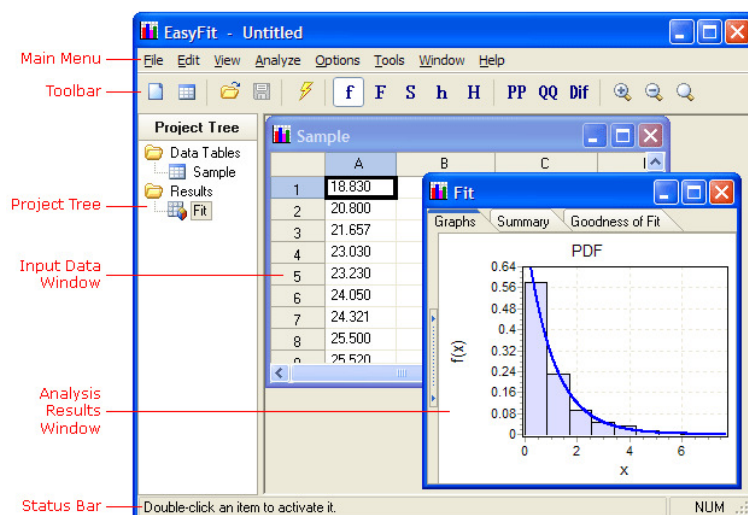 EasyFit - Untitled
Main Menu
File Edit View Analyze Options Tools Window Help
Toolbar
f F S h H PP QQ Dif
Project Tree
Data Tables
Sample
Results
Fit
Project Tree
Sample
A B C
1 18.830
2 20.800
3 21.657
4 23.030
5 23.230
6 24.050
7 24.321
8 25.500
9 25.520
Input Data
Window
Fit
Graphs Summary Goodness of Fit
PDF
0.64
0.56
0.48
0.4
0.32
0.24
0.16
0.08
0
f(x)
0 2 4 6
x
Analysis
Results
Window
Status Bar
Double-click an item to activate it.
NUM